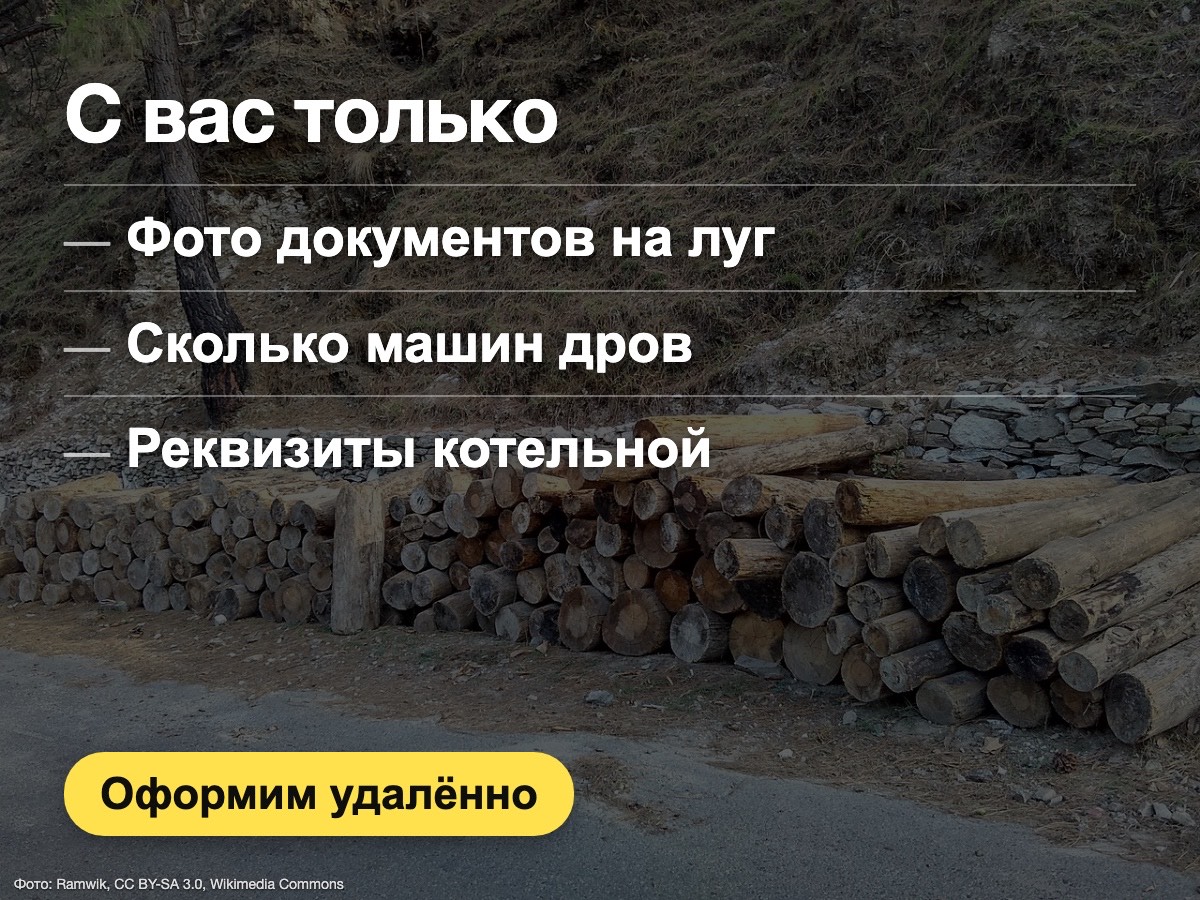 С вас только
— Фото документов на луг
— Сколько машин дров
— Реквизиты котельной
Оформим удалённо
Фото: Ramwik, CC BY-SA 3.0, Wikimedia Commons